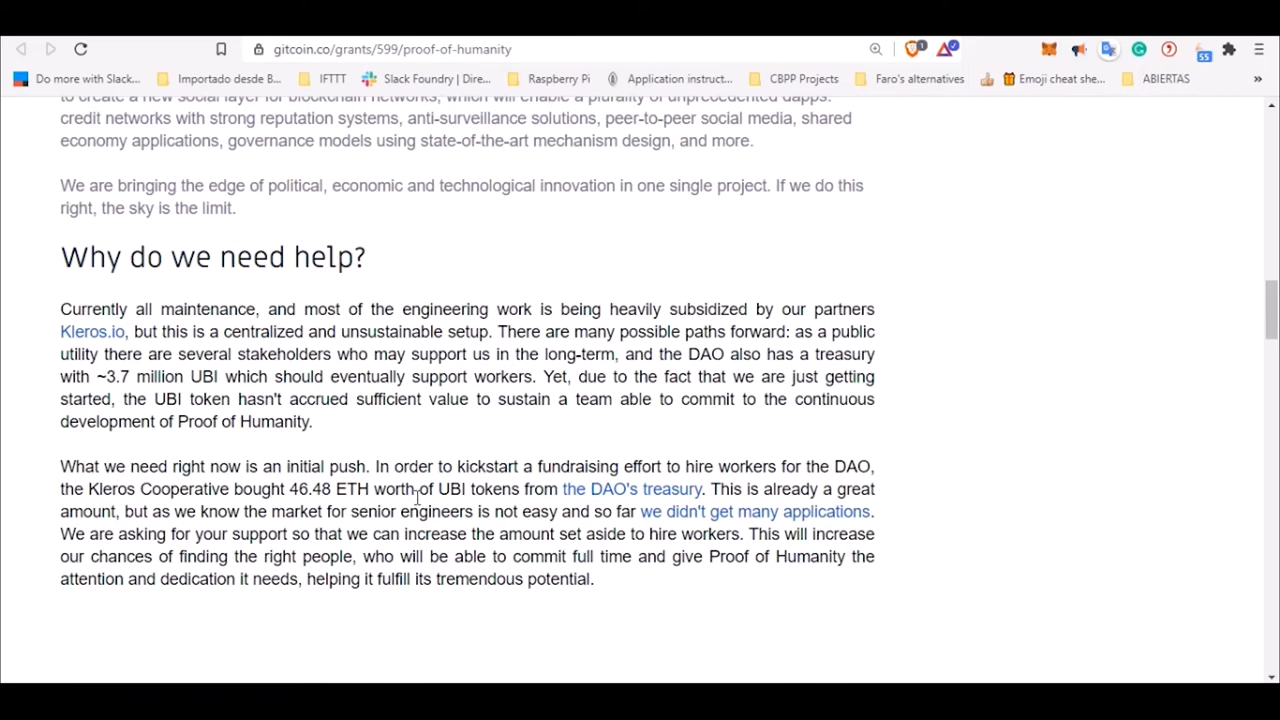 gitcoin.co/grants/599/proof-of-humanity
1
55
Do more with Slack...
Importado desde B...
IFTTT
Slack Foundry | Dire...
Raspberry Pi
Application instruct...
CBPP Projects
Faro's alternatives
Emoji cheat she...
ABIERTAS
»
to create a new social layer for blockchain networks, which will enable a plurality of unprecedented dapps:
credit networks with strong reputation systems, anti-surveillance solutions, peer-to-peer social media, shared
economy applications, governance models using state-of-the-art mechanism design, and more.
We are bringing the edge of political, economic and technological innovation in one single project. If we do this
right, the sky is the limit.
Why do we need help?
Currently all maintenance, and most of the engineering work is being heavily subsidized by our partners
Kleros.io, but this is a centralized and unsustainable setup. There are many possible paths forward: as a public
utility there are several stakeholders who may support us in the long-term, and the DAO also has a treasury
with ~3.7 million UBI which should eventually support workers. Yet, due to the fact that we are just getting
started, the UBI token hasn't accrued sufficient value to sustain a team able to commit to the continuous
development of Proof of Humanity.
What we need right now is an initial push. In order to kickstart a fundraising effort to hire workers for the DAO,
the Kleros Cooperative bought 46.48 ETH worth of UBI tokens from the DAO's treasury. This is already a great
amount, but as we know the market for senior engineers is not easy and so far we didn't get many applications.
We are asking for your support so that we can increase the amount set aside to hire workers. This will increase
our chances of finding the right people, who will be able to commit full time and give Proof of Humanity the
attention and dedication it needs, helping it fulfill its tremendous potential.